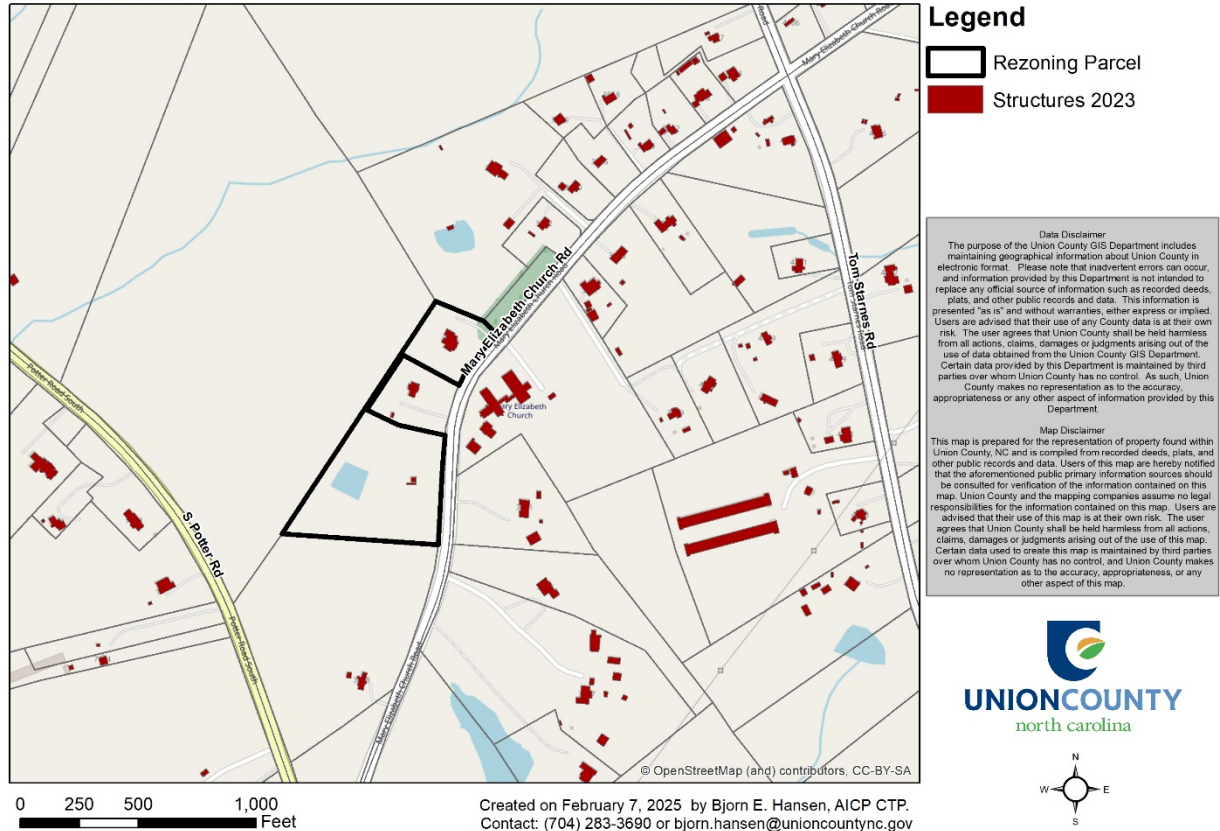 Legend
Rezoning Parcel
Structures 2023
Road
Mary Elizabeth Church Road
Mary Elizabeth Church Rd
Mary Elizabeth Church Road
Tom Starnes Rd
Tom Starnes Road
Mary Elizabeth
Church
Potter Road South
S Potter Rd
Potter Road South
Mary Elizabeth Church Road
© OpenStreetMap (and) contributors, CC-BY-SA
Data Disclaimer
The purpose of the Union County GIS Department includes
maintaining geographical information about Union County in
electronic format. Please note that inadvertent errors can occur,
and information provided by this Department is not intended to
replace any official source of information such as recorded deeds,
plats, and other public records and data. This information is
presented "as is" and without warranties, either express or implied.
Users are advised that their use of any County data is at their own
risk. The user agrees that Union County shall be held harmless
from all actions, claims, damages or judgments arising out of the
use of data obtained from the Union County GIS Department.
Certain data provided by this Department is maintained by third
parties over whom Union County has no control. As such, Union
County makes no representation as to the accuracy,
appropriateness or any other aspect of information provided by this
Department.
Map Disclaimer
This map is prepared for the representation of property found within
Union County, NC and is compiled from recorded deeds, plats, and
other public records and data. Users of this map are hereby notified
that the aforementioned public primary information sources should
be consulted for verification of the information contained on this
map. Union County and the mapping companies assume no legal
responsibilities for the information contained on this map. Users are
advised that their use of this map is at their own risk. The user
agrees that Union County shall be held harmless from all actions,
claims, damages or judgments arising out of the use of this map.
Certain data used to create this map is maintained by third parties
over whom Union County has no control, and Union County makes
no representation as to the accuracy, appropriateness, or any
other aspect of this map.
UNIONCOUNTY
north carolina
N
W E
S
0 250 500 1,000
Feet
Created on February 7, 2025 by Bjorn E. Hansen, AICP CTP.
Contact: (704) 283-3690 or bjorn.hansen@unioncountync.gov